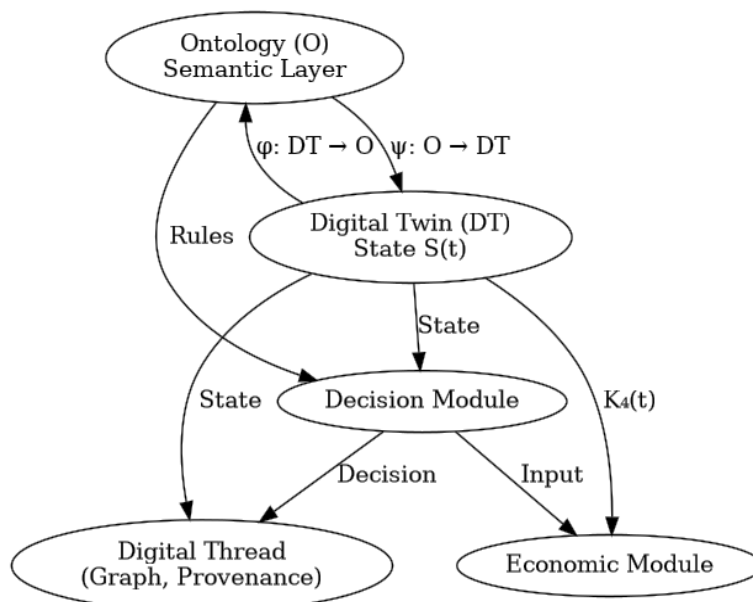 Ontology (O)
Semantic Layer
φ: DT → O
ψ: O → DT
Rules
Digital Twin (DT)
State S(t)
State
State
K₄(t)
Decision Module
Decision
Input
Digital Thread
(Graph, Provenance)
Economic Module